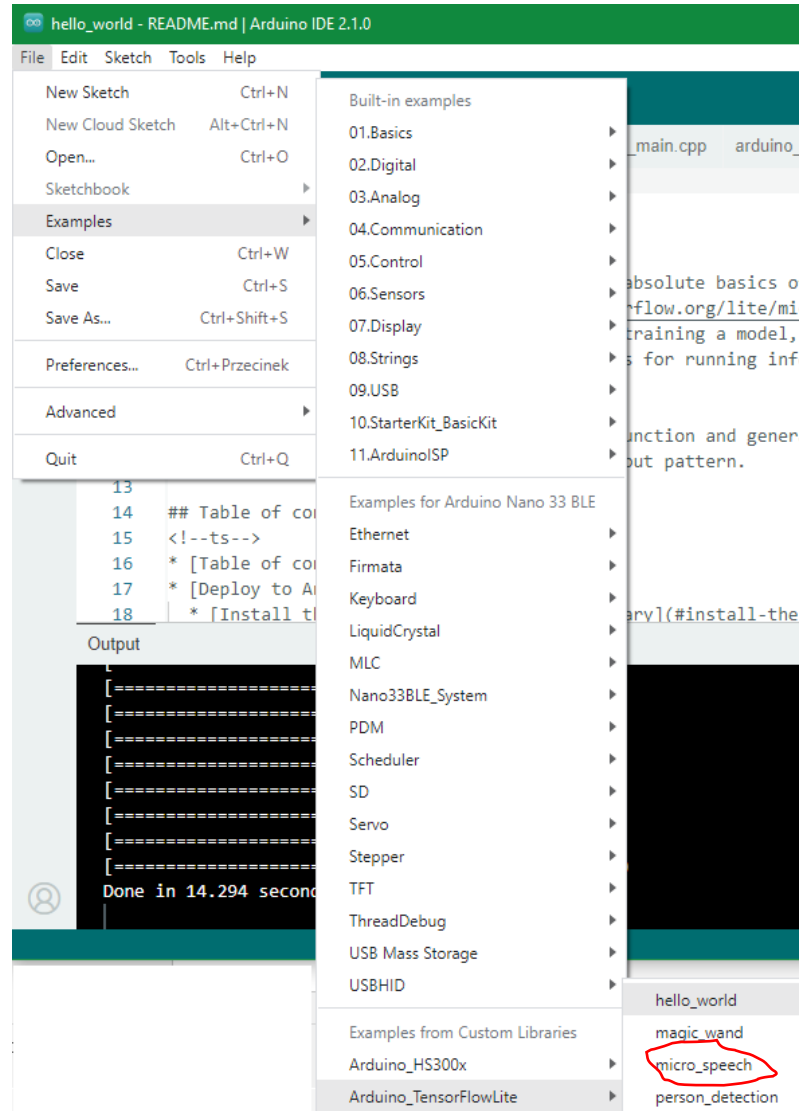 hello_world - README.md | Arduino IDE 2.1.0
File Edit Sketch Tools Help
New Sketch Ctrl+N
New Cloud Sketch Alt+Ctrl+N
Open... Ctrl+O
Sketchbook
Examples
Close Ctrl+W
Save Ctrl+S
Save As... Ctrl+Shift+S
Preferences... Ctrl+Przecinek
Advanced
Quit Ctrl+Q
Built-in examples
01.Basics
02.Digital
03.Analog
04.Communication
05.Control
06.Sensors
07.Display
08.Strings
09.USB
10.StarterKit_BasicKit
11.ArduinoISP
Examples for Arduino Nano 33 BLE
Ethernet
Firmata
Keyboard
LiquidCrystal
MLC
Nano33BLE_System
PDM
Scheduler
SD
Servo
Stepper
TFT
ThreadDebug
USB Mass Storage
USBHID
Examples from Custom Libraries
Arduino_HS300x
Arduino_TensorFlowLite
hello_world
magic_wand
micro_speech
person_detection
_main.cpp arduino_
absolute basics o
rflow.org/lite/mi
training a model,
s for running inf
unction and gener
out pattern.
13
14 ## Table of con
15 <!--ts-->
16 * [Table of con
17 * [Deploy to A
18 * [Install t ary](#install-the
Output
[====================
[====================
[====================
[====================
[====================
[====================
[====================
[====================
Done in 14.294 second